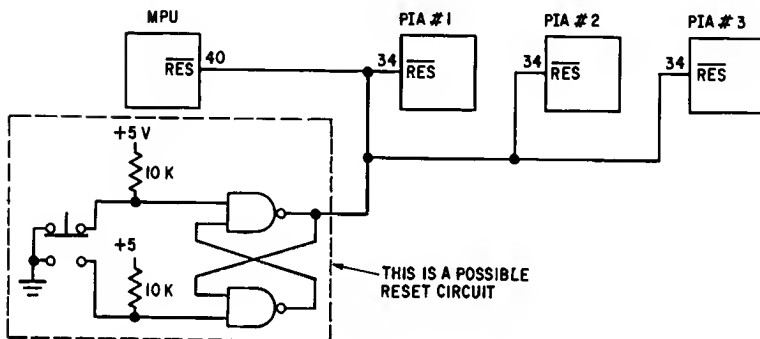 MPU
PIA #1
PIA #2
PIA #3
RES
40
34
RES
34
RES
34
RES
+5 V
10 K
+5
10 K
THIS IS A POSSIBLE
RESET CIRCUIT